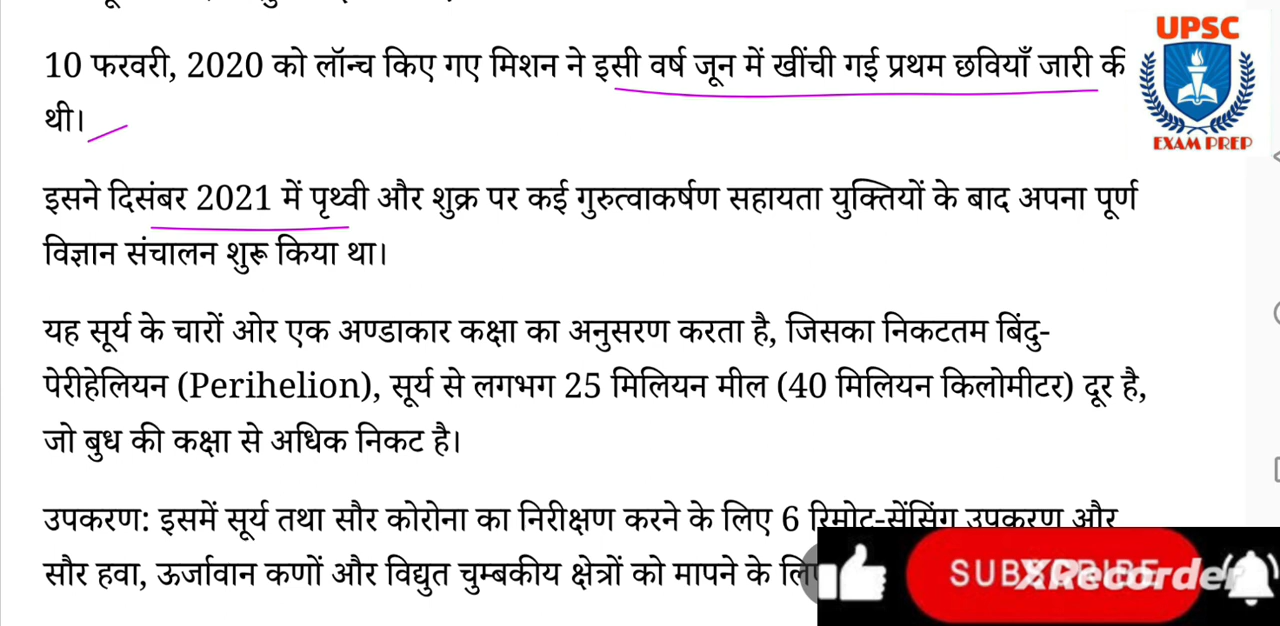 10 फरवरी, 2020 को लॉन्च किए गए मिशन ने इसी वर्ष जून में खींची गई प्रथम छवियाँ जारी की
थी।
इसने दिसंबर 2021 में पृथ्वी और शुक्र पर कई गुरुत्वाकर्षण सहायता युक्तियों के बाद अपना पूर्ण
विज्ञान संचालन शुरू किया था।
यह सूर्य के चारों ओर एक अण्डाकार कक्षा का अनुसरण करता है, जिसका निकटतम बिंदु-
पेरीहेलियन (Perihelion), सूर्य से लगभग 25 मिलियन मील (40 मिलियन किलोमीटर) दूर है,
जो बुध की कक्षा से अधिक निकट है।
उपकरण: इसमें सूर्य तथा सौर कोरोना का निरीक्षण करने के लिए 6 रिमोट-सेंसिंग उपकरण और
सौर हवा, ऊर्जावान कणों और विद्युत चुम्बकीय क्षेत्रों को मापने के
UPSC
EXAM PREP
SUBSCRIBE
XRecorder